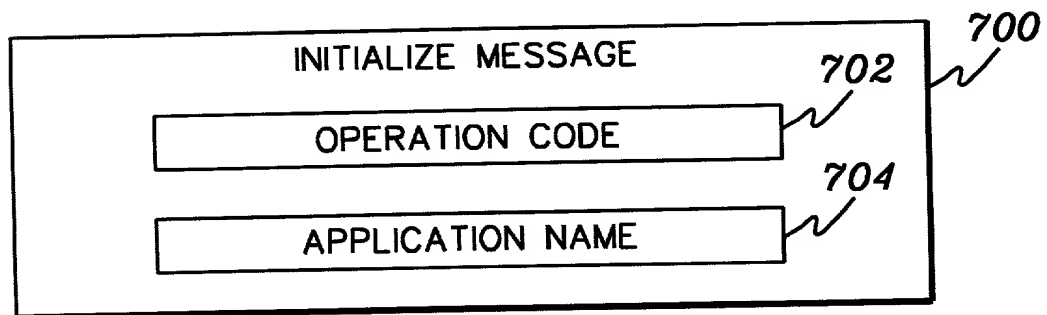 700
INITIALIZE MESSAGE
702
OPERATION CODE
704
APPLICATION NAME